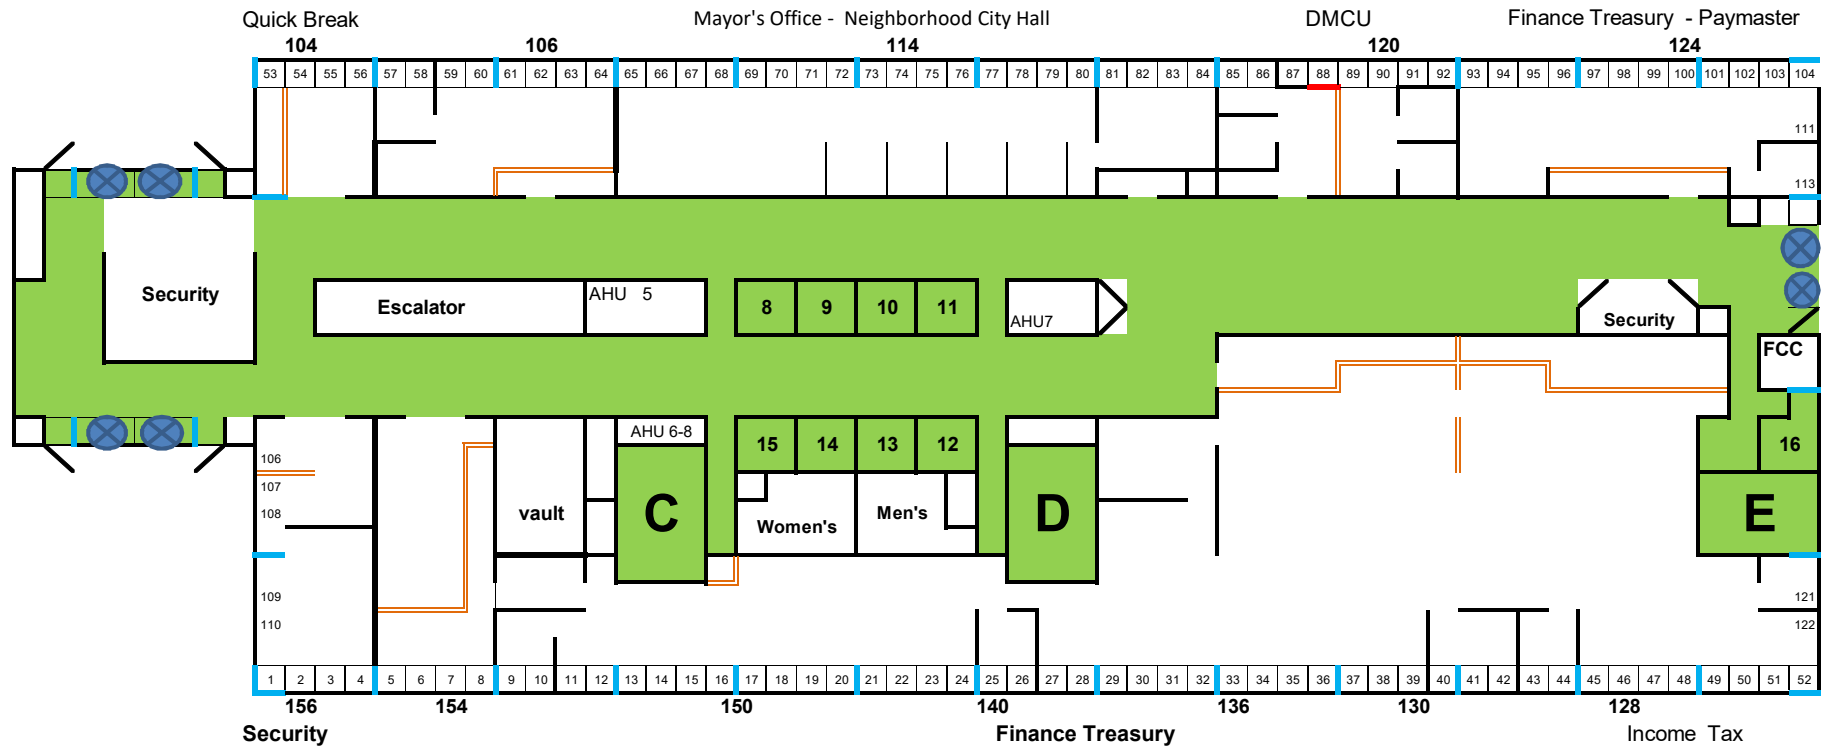 Quick Break Mayor's Office - Neighborhood City Hall DMCU Finance Treasury - Paymaster
104 106 114 120 124
53 54 55 56 57 58 59 60 61 62 63 64 65 66 67 68 69 70 71 72 73 74 75 76 77 78 79 80 81 82 83 84 85 86 87 88 89 90 91 92 93 94 95 96 97 98 99 100 101 102 103 104
111
113
Security Escalator AHU 5 8 9 10 11 AHU7 Security
FCC
AHU 6-8 15 14 13 12 16
106
107
108
vault C Women's Men's D E
109 121
110 122
1 2 3 4 5 6 7 8 9 10 11 12 13 14 15 16 17 18 19 20 21 22 23 24 25 26 27 28 29 30 31 32 33 34 35 36 37 38 39 40 41 42 43 44 45 46 47 48 49 50 51 52
156 154 150 140 136 130 128
Security Finance Treasury Income Tax